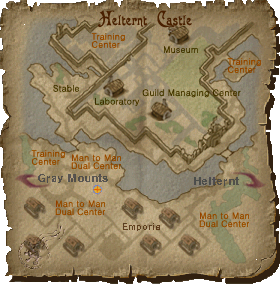 Helternt Castle
Training
Center
Museum
Training
Center
Stable
Laboratory
Guild Managing Center
Training
Center
Man to Man
Dual Center
Gray Mounts
Helternt
Man to Man
Dual Center
Emporia
Man to Man
Dual Center